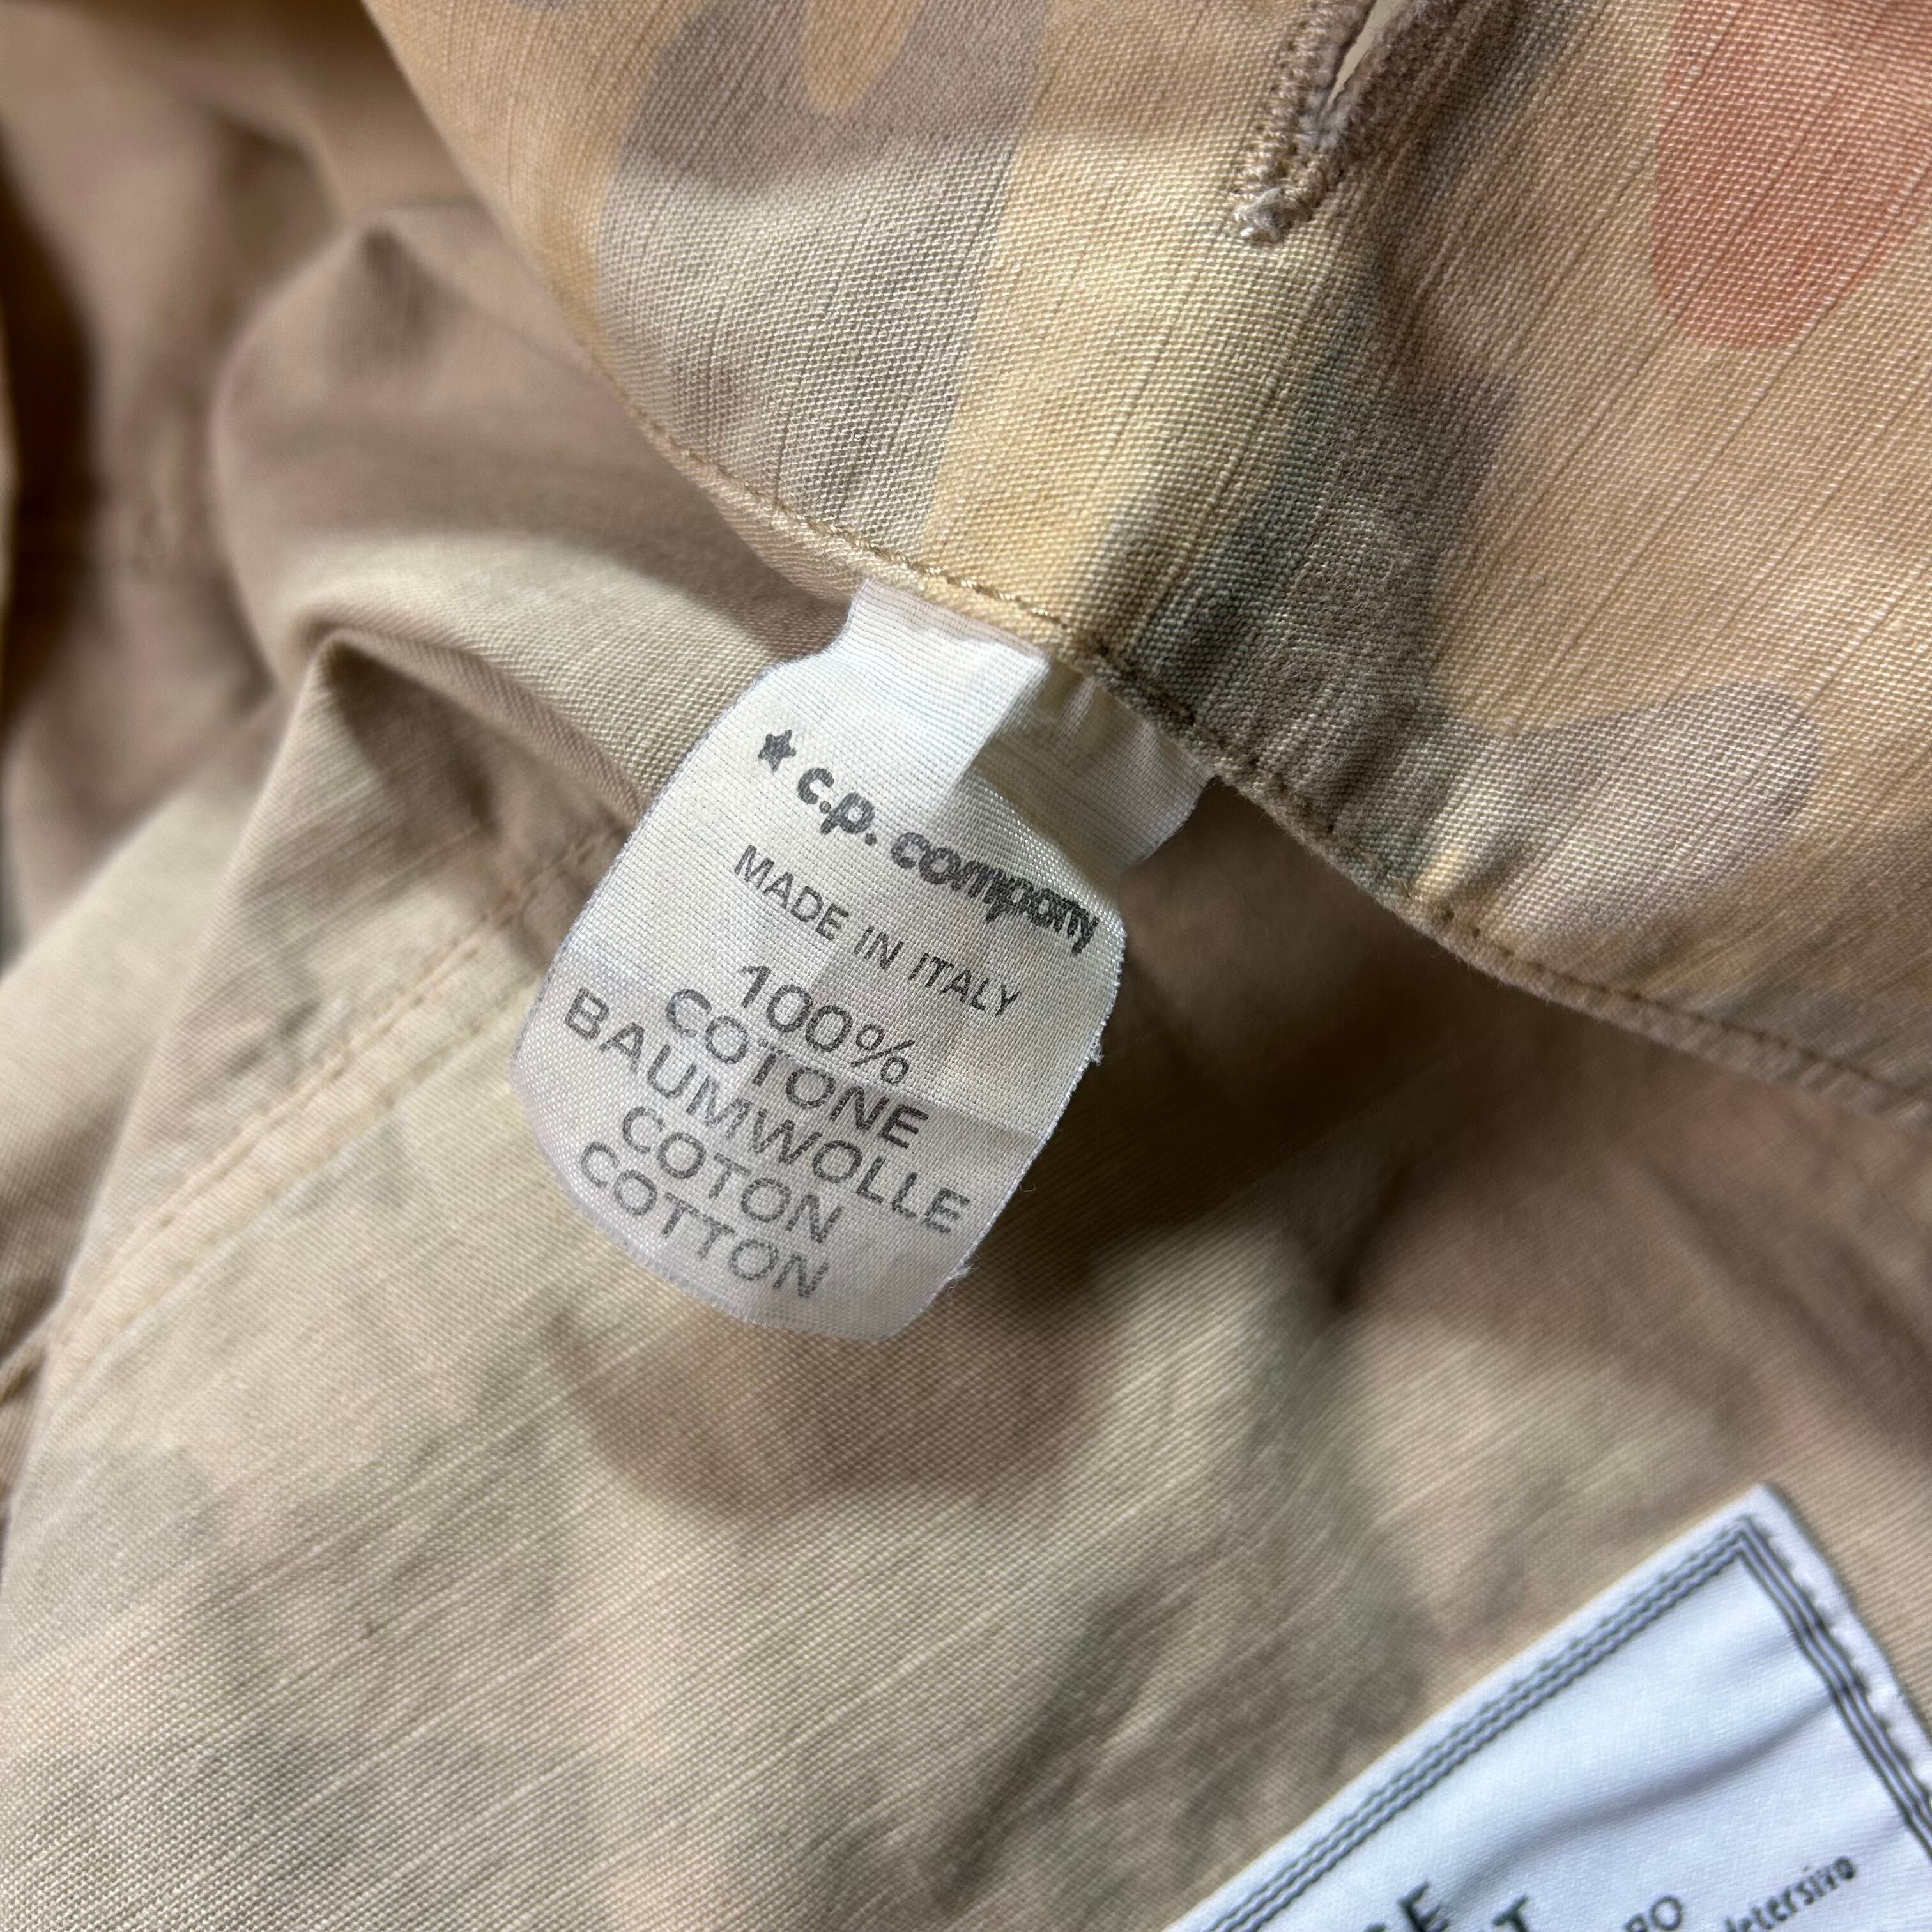 ★ c.p. company
MADE IN ITALY
100%
COTONE
BAUMWOLLE
COTON
COTTON